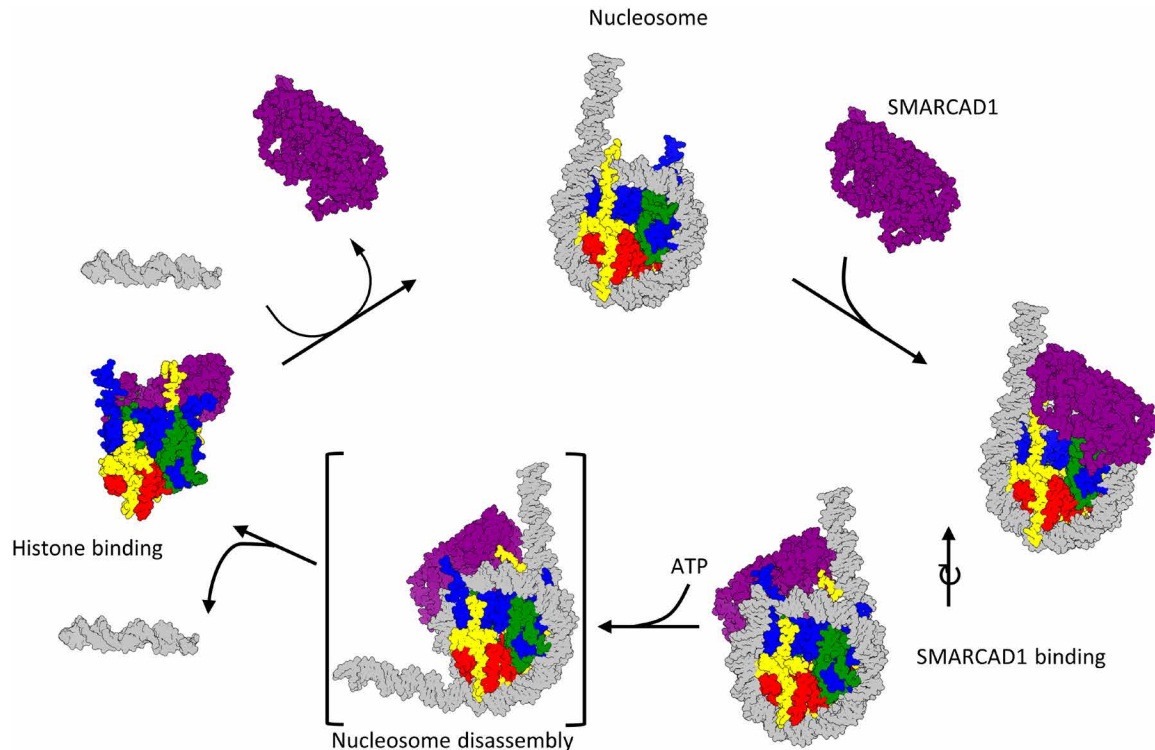 Nucleosome
SMARCAD1
Histone binding
ATP
SMARCAD1 binding
Nucleosome disassembly